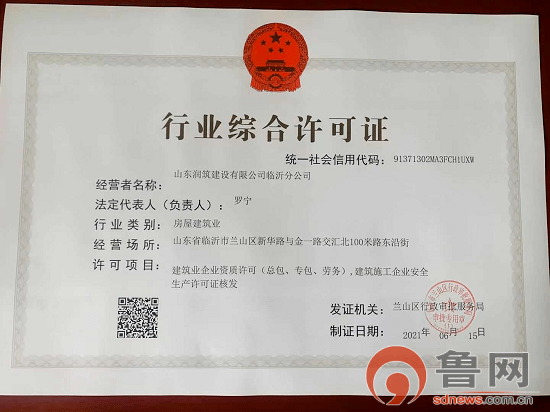 行业综合许可证
统一社会信用代码：91371302MA3FCH1UXW
经营者名称： 山东润筑建设有限公司临沂分公司
法定代表人（负责人）： 罗宁
行业类别： 房屋建筑业
经营场所： 山东省临沂市兰山区新华路与金一路交汇北100米路东沿街
许可项目： 建筑业企业资质许可（总包、专包、劳务），建筑施工企业安全
生产许可证核发
发证机关： 兰山区行政审批服务局
审批专用章
制证日期： 2021年 06月 15日
鲁网
sdnews.com.cn